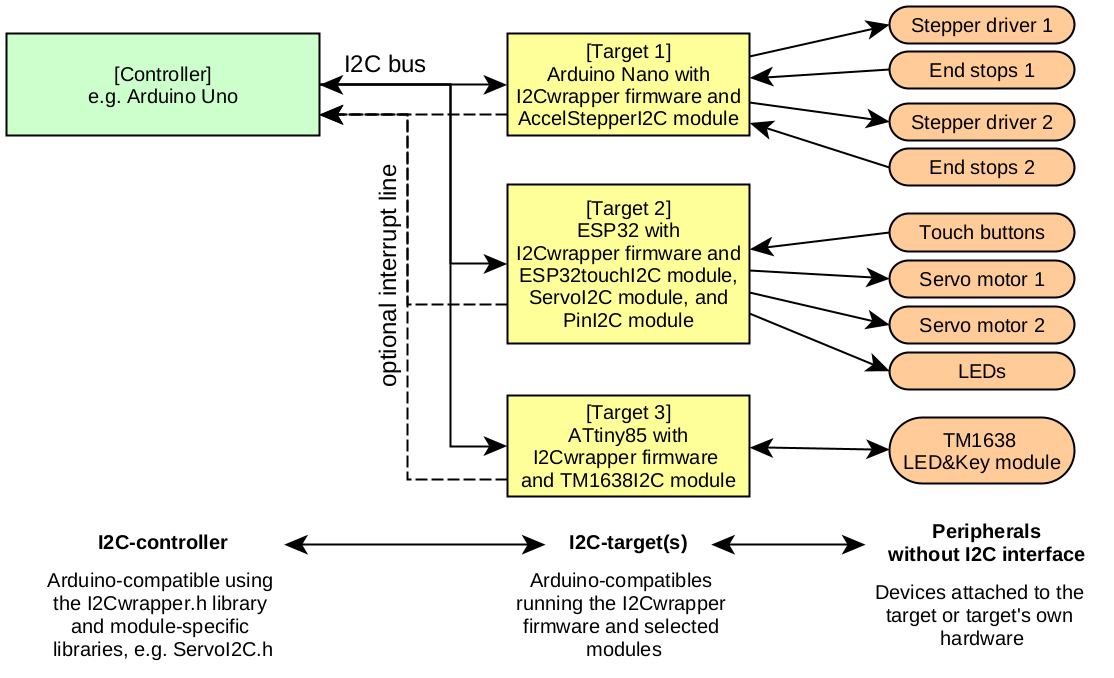 [Controller]
e.g. Arduino Uno
I2C bus
optional interrupt line
[Target 1]
Arduino Nano with
I2Cwrapper firmware and
AccelStepperI2C module
Stepper driver 1
End stops 1
Stepper driver 2
End stops 2
[Target 2]
ESP32 with
I2Cwrapper firmware and
ESP32touchI2C module,
ServoI2C module, and
PinI2C module
Touch buttons
Servo motor 1
Servo motor 2
LEDs
[Target 3]
ATtiny85 with
I2Cwrapper firmware
and TM1638I2C module
TM1638
LED&Key module
I2C-controller
Arduino-compatible using
the I2Cwrapper.h library
and module-specific
libraries, e.g. ServoI2C.h
I2C-target(s)
Arduino-compatibles
running the I2Cwrapper
firmware and selected
modules
Peripherals
without I2C interface
Devices attached to the
target or target's own
hardware